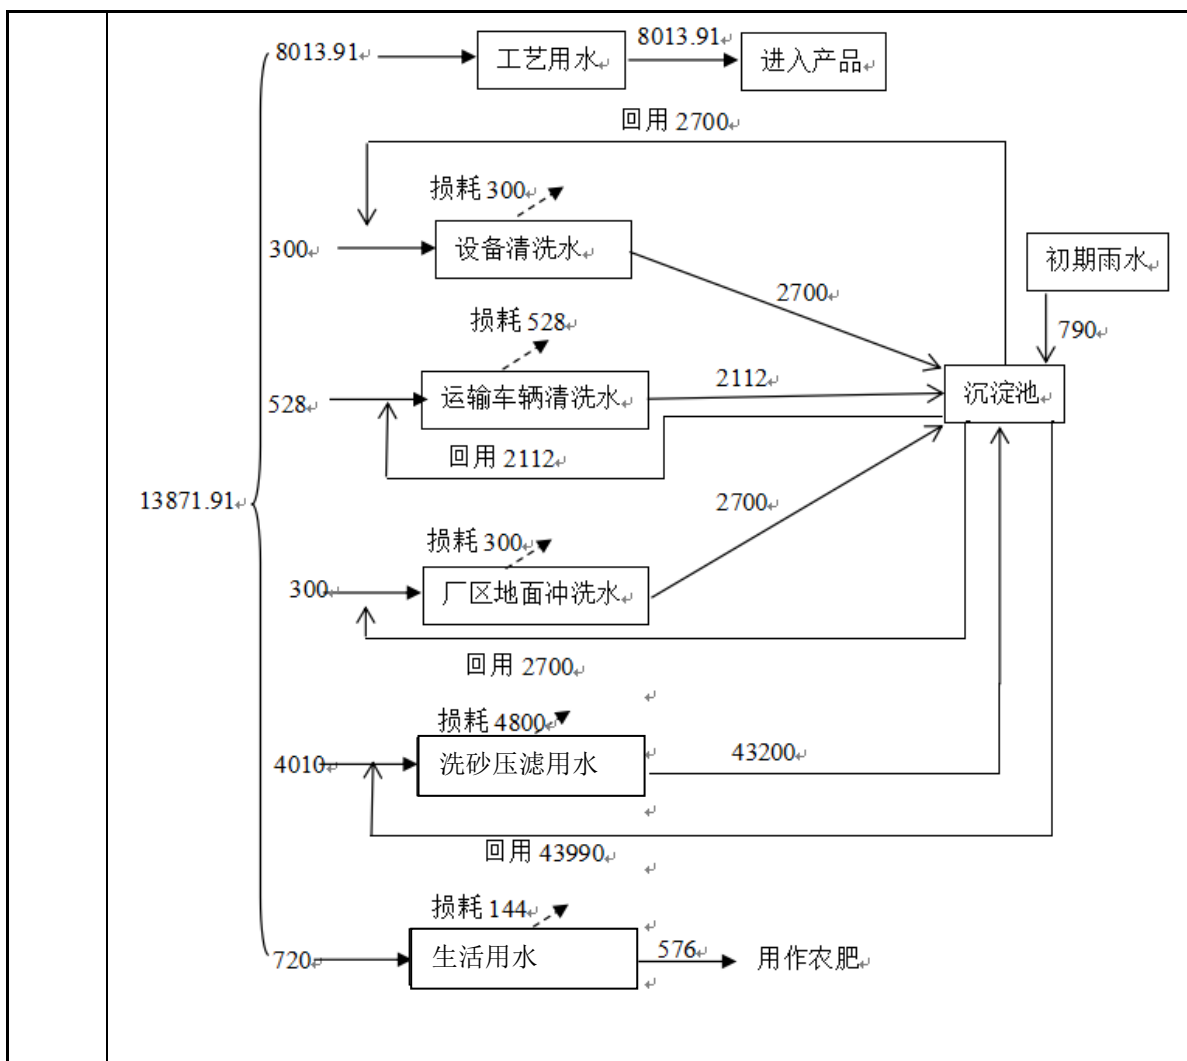 8013.91
工艺用水
8013.91
进入产品
回用 2700
损耗 300
300
设备清洗水
初期雨水
2700
790
损耗 528
528
运输车辆清洗水
2112
沉淀池
回用 2112
13871.91
2700
损耗 300
300
厂区地面冲洗水
回用 2700
损耗 4800
4010
洗砂压滤用水
43200
回用 43990
损耗 144
720
生活用水
576
用作农肥